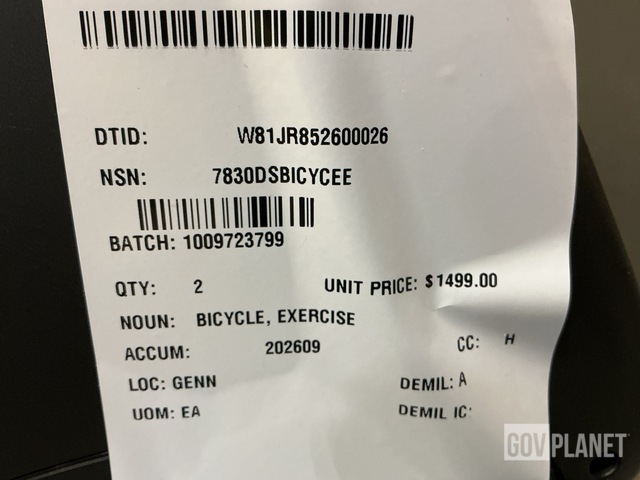 DTID: W81JR852600026
NSN: 7830DSBICYCEE
BATCH: 1009723799
QTY: 2 UNIT PRICE: $1499.00
NOUN: BICYCLE, EXERCISE
ACCUM: 202609 CC: H
LOC: GENN DEMIL: A
UOM: EA DEMIL IC:
GOVPLANET